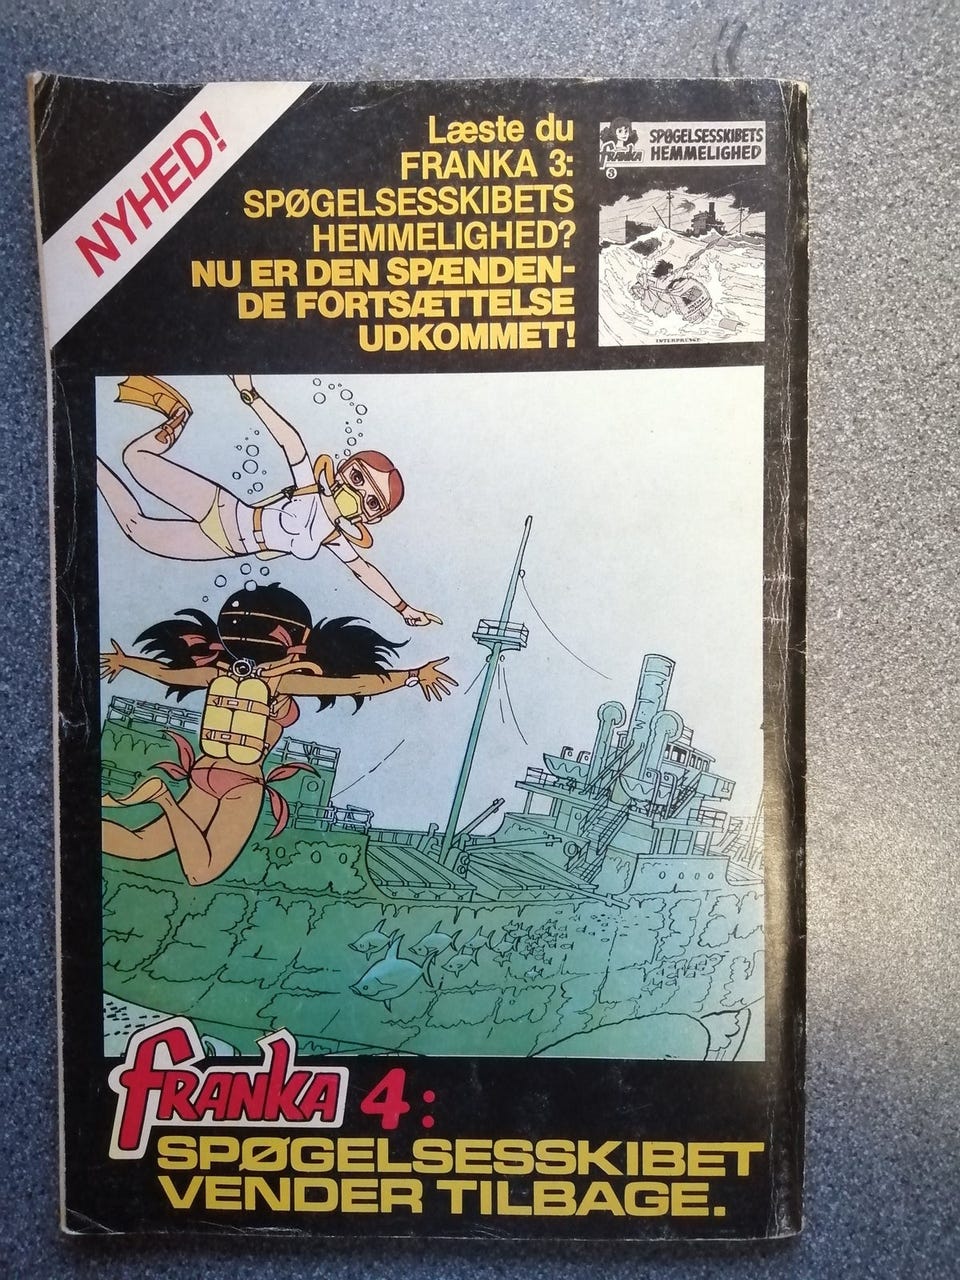 NYHED!
Læste du
FRANKA 3:
SPØGELSESSKIBETS
HEMMELIGHED?
NU ER DEN SPÆNDEN-
DE FORTSÆTTELSE
UDKOMMET!
franka
3
SPØGELSESSKIBETS
HEMMELIGHED
INTERPRESSE
franka 4:
SPØGELSESSKIBET
VENDER TILBAGE.